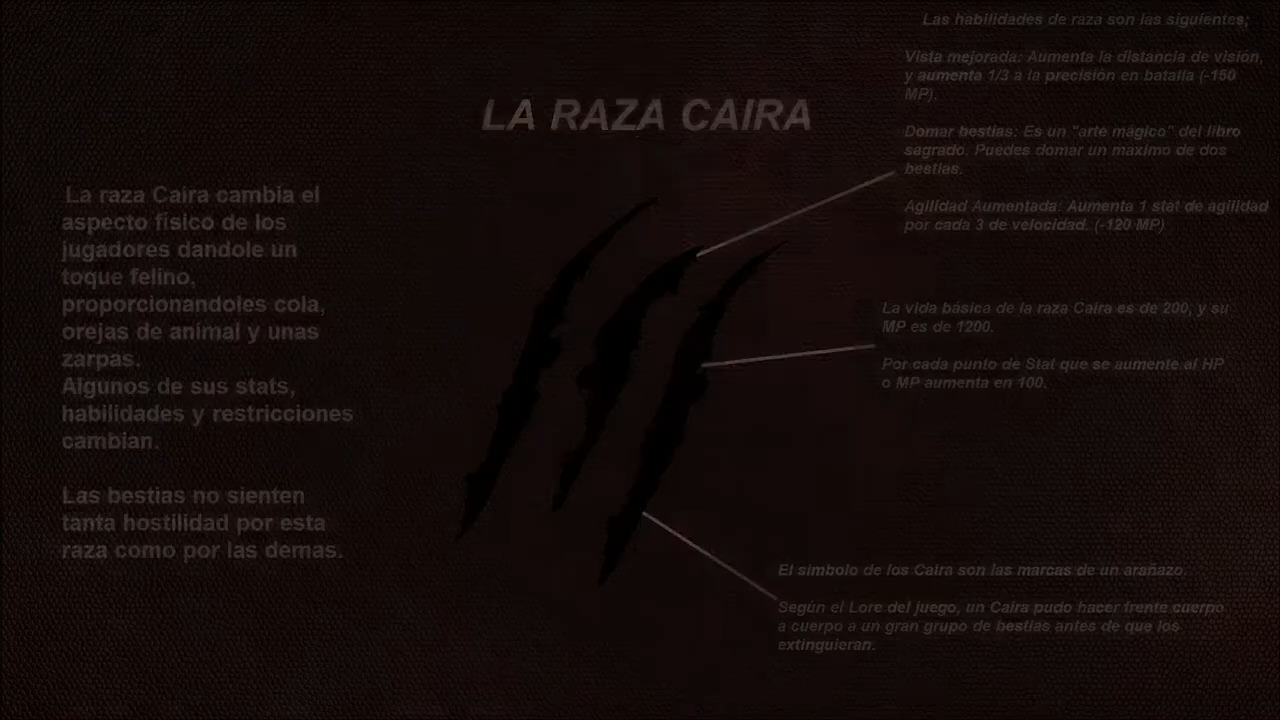 LA RAZA CAIRA
La raza Caira cambia el
aspecto físico de los
jugadores dandole un
toque felino,
proporcionandoles cola,
orejas de animal y unas
zarpas.
Algunos de sus stats,
habilidades y restricciones
cambian.
Las bestias no sienten
tanta hostilidad por esta
raza como por las demas.
Las habilidades de raza son las siguientes;
Vista mejorada: Aumenta la distancia de visión,
y aumenta 1/3 a la precisión en batalla (-150
MP).
Domar bestias: Es un "arte mágico" del libro
sagrado. Puedes domar un maximo de dos
bestias.
Agilidad Aumentada: Aumenta 1 stat de agilidad
por cada 3 de velocidad. (-120 MP)
La vida básica de la raza Caira es de 200, y su
MP es de 1200.
Por cada punto de Stat que se aumente al HP
o MP aumenta en 100.
El simbolo de los Caira son las marcas de un arañazo.
Según el Lore del juego, un Caira pudo hacer frente cuerpo
a cuerpo a un gran grupo de bestias antes de que los
extinguieran.